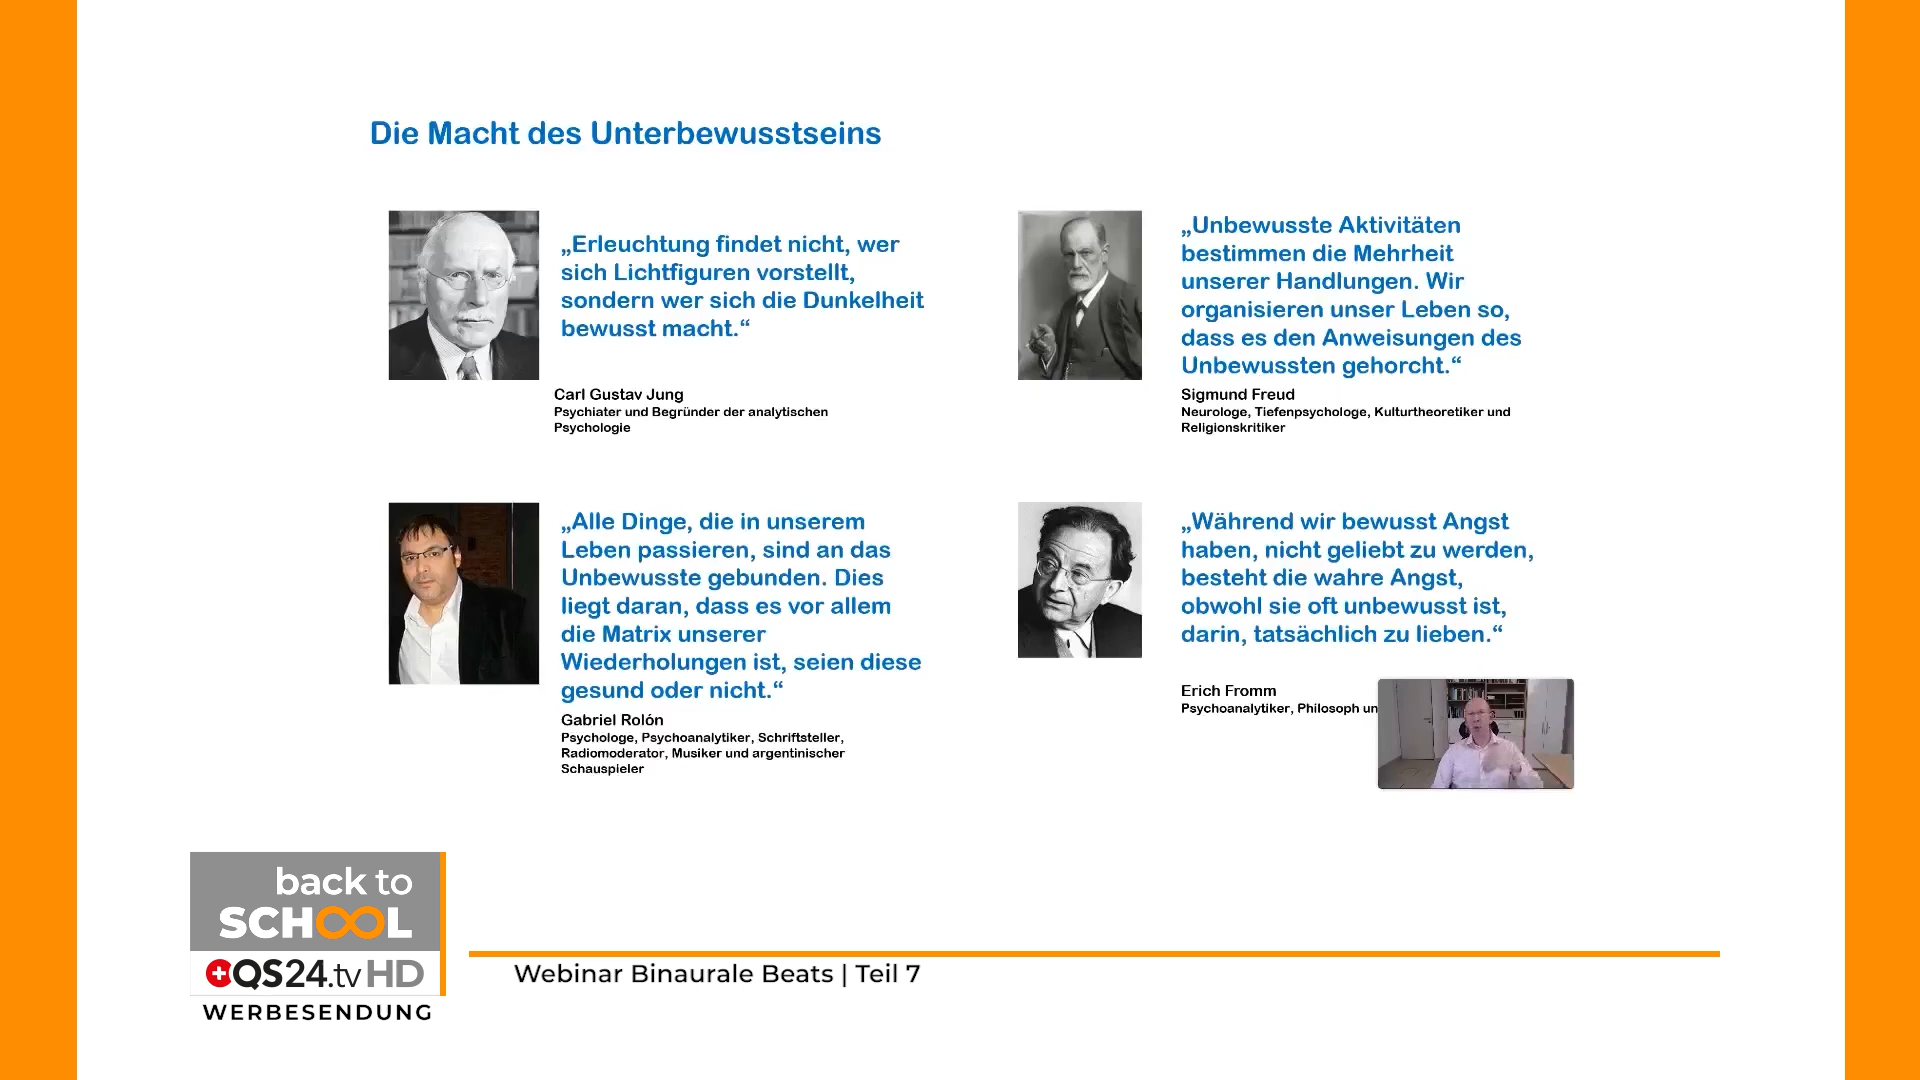 Die Macht des Unterbewusstseins
„Erleuchtung findet nicht, wer
sich Lichtfiguren vorstellt,
sondern wer sich die Dunkelheit
bewusst macht.“
Carl Gustav Jung
Psychiater und Begründer der analytischen
Psychologie
„Unbewusste Aktivitäten
bestimmen die Mehrheit
unserer Handlungen. Wir
organisieren unser Leben so,
dass es den Anweisungen des
Unbewussten gehorcht.“
Sigmund Freud
Neurologe, Tiefenpsychologe, Kulturtheoretiker und
Religionskritiker
„Alle Dinge, die in unserem
Leben passieren, sind an das
Unbewusste gebunden. Dies
liegt daran, dass es vor allem
die Matrix unserer
Wiederholungen ist, seien diese
gesund oder nicht.“
Gabriel Rolón
Psychologe, Psychoanalytiker, Schriftsteller,
Radiomoderator, Musiker und argentinischer
Schauspieler
„Während wir bewusst Angst
haben, nicht geliebt zu werden,
besteht die wahre Angst,
obwohl sie oft unbewusst ist,
darin, tatsächlich zu lieben.“
Erich Fromm
Psychoanalytiker, Philosoph un
back to
SCHOOL
QS24.tv HD
WERBESENDUNG
Webinar Binaurale Beats | Teil 7